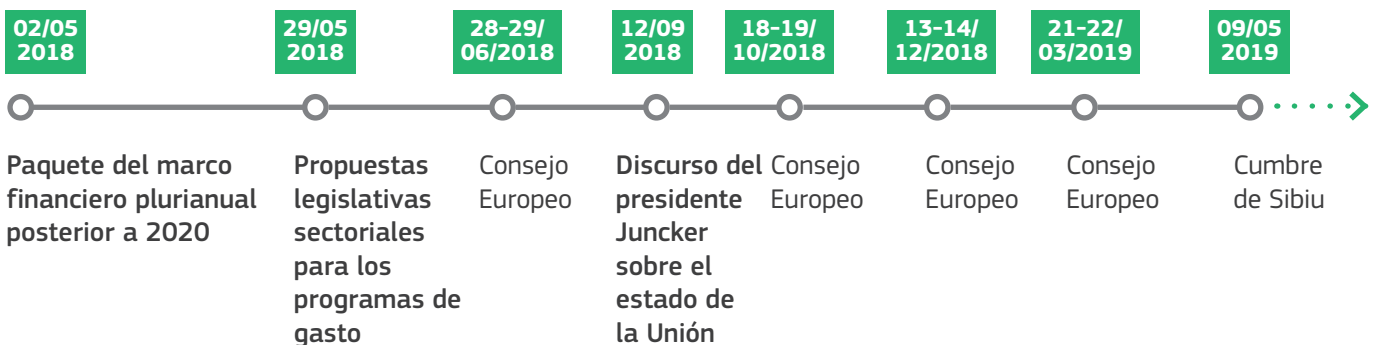 02/05
2018
29/05
2018
28-29/
06/2018
12/09
2018
18-19/
10/2018
13-14/
12/2018
21-22/
03/2019
09/05
2019
Paquete del marco
financiero plurianual
posterior a 2020
Propuestas
legislativas
sectoriales
para los
programas de
gasto
Consejo
Europeo
Discurso del
presidente
Juncker
sobre el
estado de
la Unión
Consejo
Europeo
Consejo
Europeo
Consejo
Europeo
Cumbre
de Sibiu